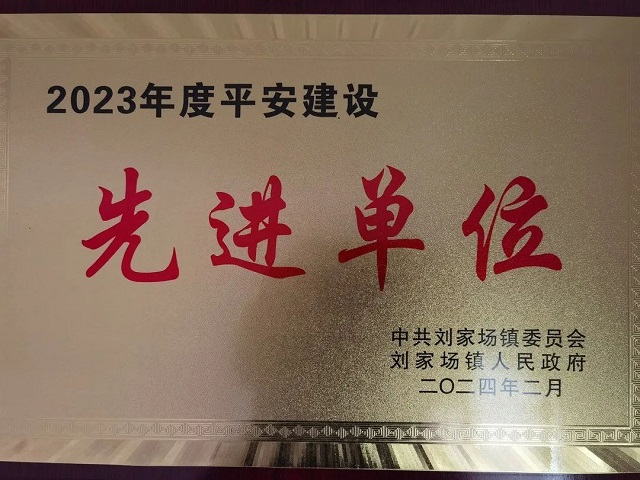 2023年度平安建设
先进单位
中共刘家场镇委员会
刘家场镇人民政府
二〇二四年二月